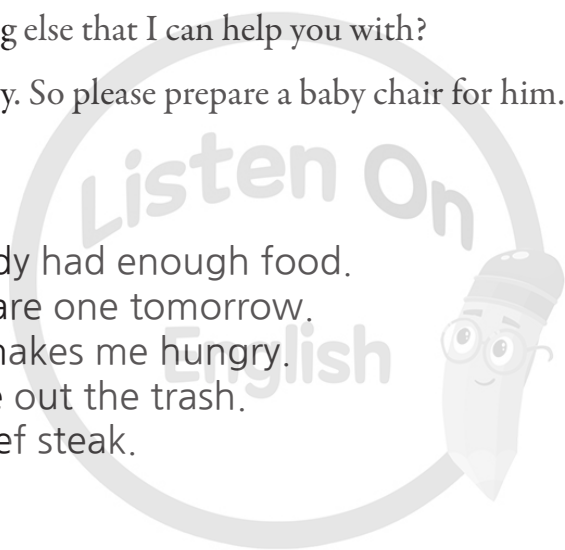 g else that I can help you with?
y. So please prepare a baby chair for him.
Listen On
dy had enough food.
are one tomorrow.
makes me hungry.
English
e out the trash.
ef steak.